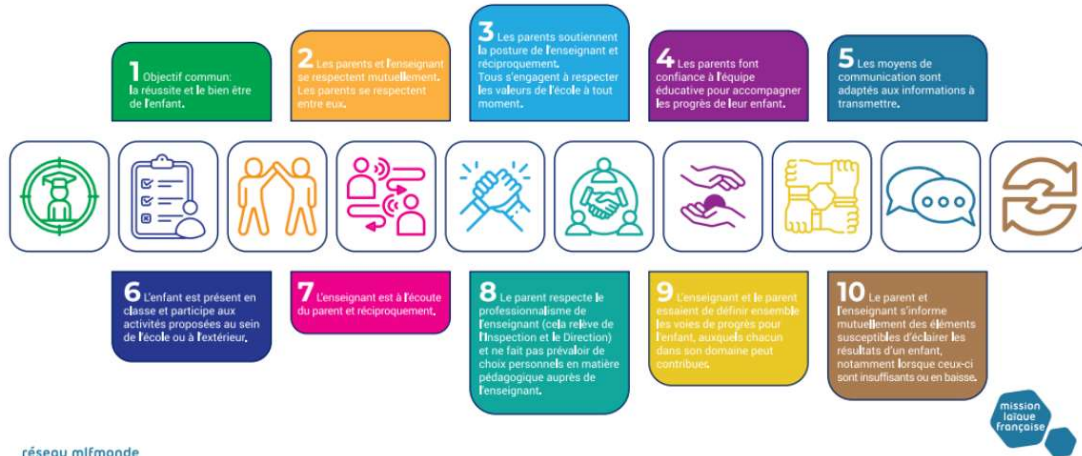 1 Objectif commun:
la réussite et le bien être
de l'enfant.
2 Les parents et l'enseignant
se respectent mutuellement.
Les parents se respectent
entre eux.
3 Les parents soutiennent
la posture de l'enseignant et
réciproquement.
Tous s'engagent à respecter
les valeurs de l'école à tout
moment.
4 Les parents font
confiance à l'équipe
éducative pour accompagner
les progrès de leur enfant.
5 Les moyens de
communication sont
adaptés aux informations à
transmettre.
6 L'enfant est présent en
classe et participe aux
activités proposées au sein
de l'école ou à l'extérieur.
7 L'enseignant est à l'écoute
du parent et réciproquement.
8 Le parent respecte le
professionnalisme de
l'enseignant (cela relève de
l'Inspection et le Direction)
et ne fait pas prévaloir de
choix personnels en matière
pédagogique auprès de
l'enseignant.
9 L'enseignant et le parent
essaient de définir ensemble
les voies de progrès pour
l'enfant, auxquels chacun
dans son domaine peut
contribuer.
10 Le parent et
l'enseignant s'informe
mutuellement des éléments
susceptibles d'éclairer les
résultats d'un enfant,
notamment lorsque ceux-ci
sont insuffisants ou en baisse.
mission
laïque
française
réseau mlfmonde